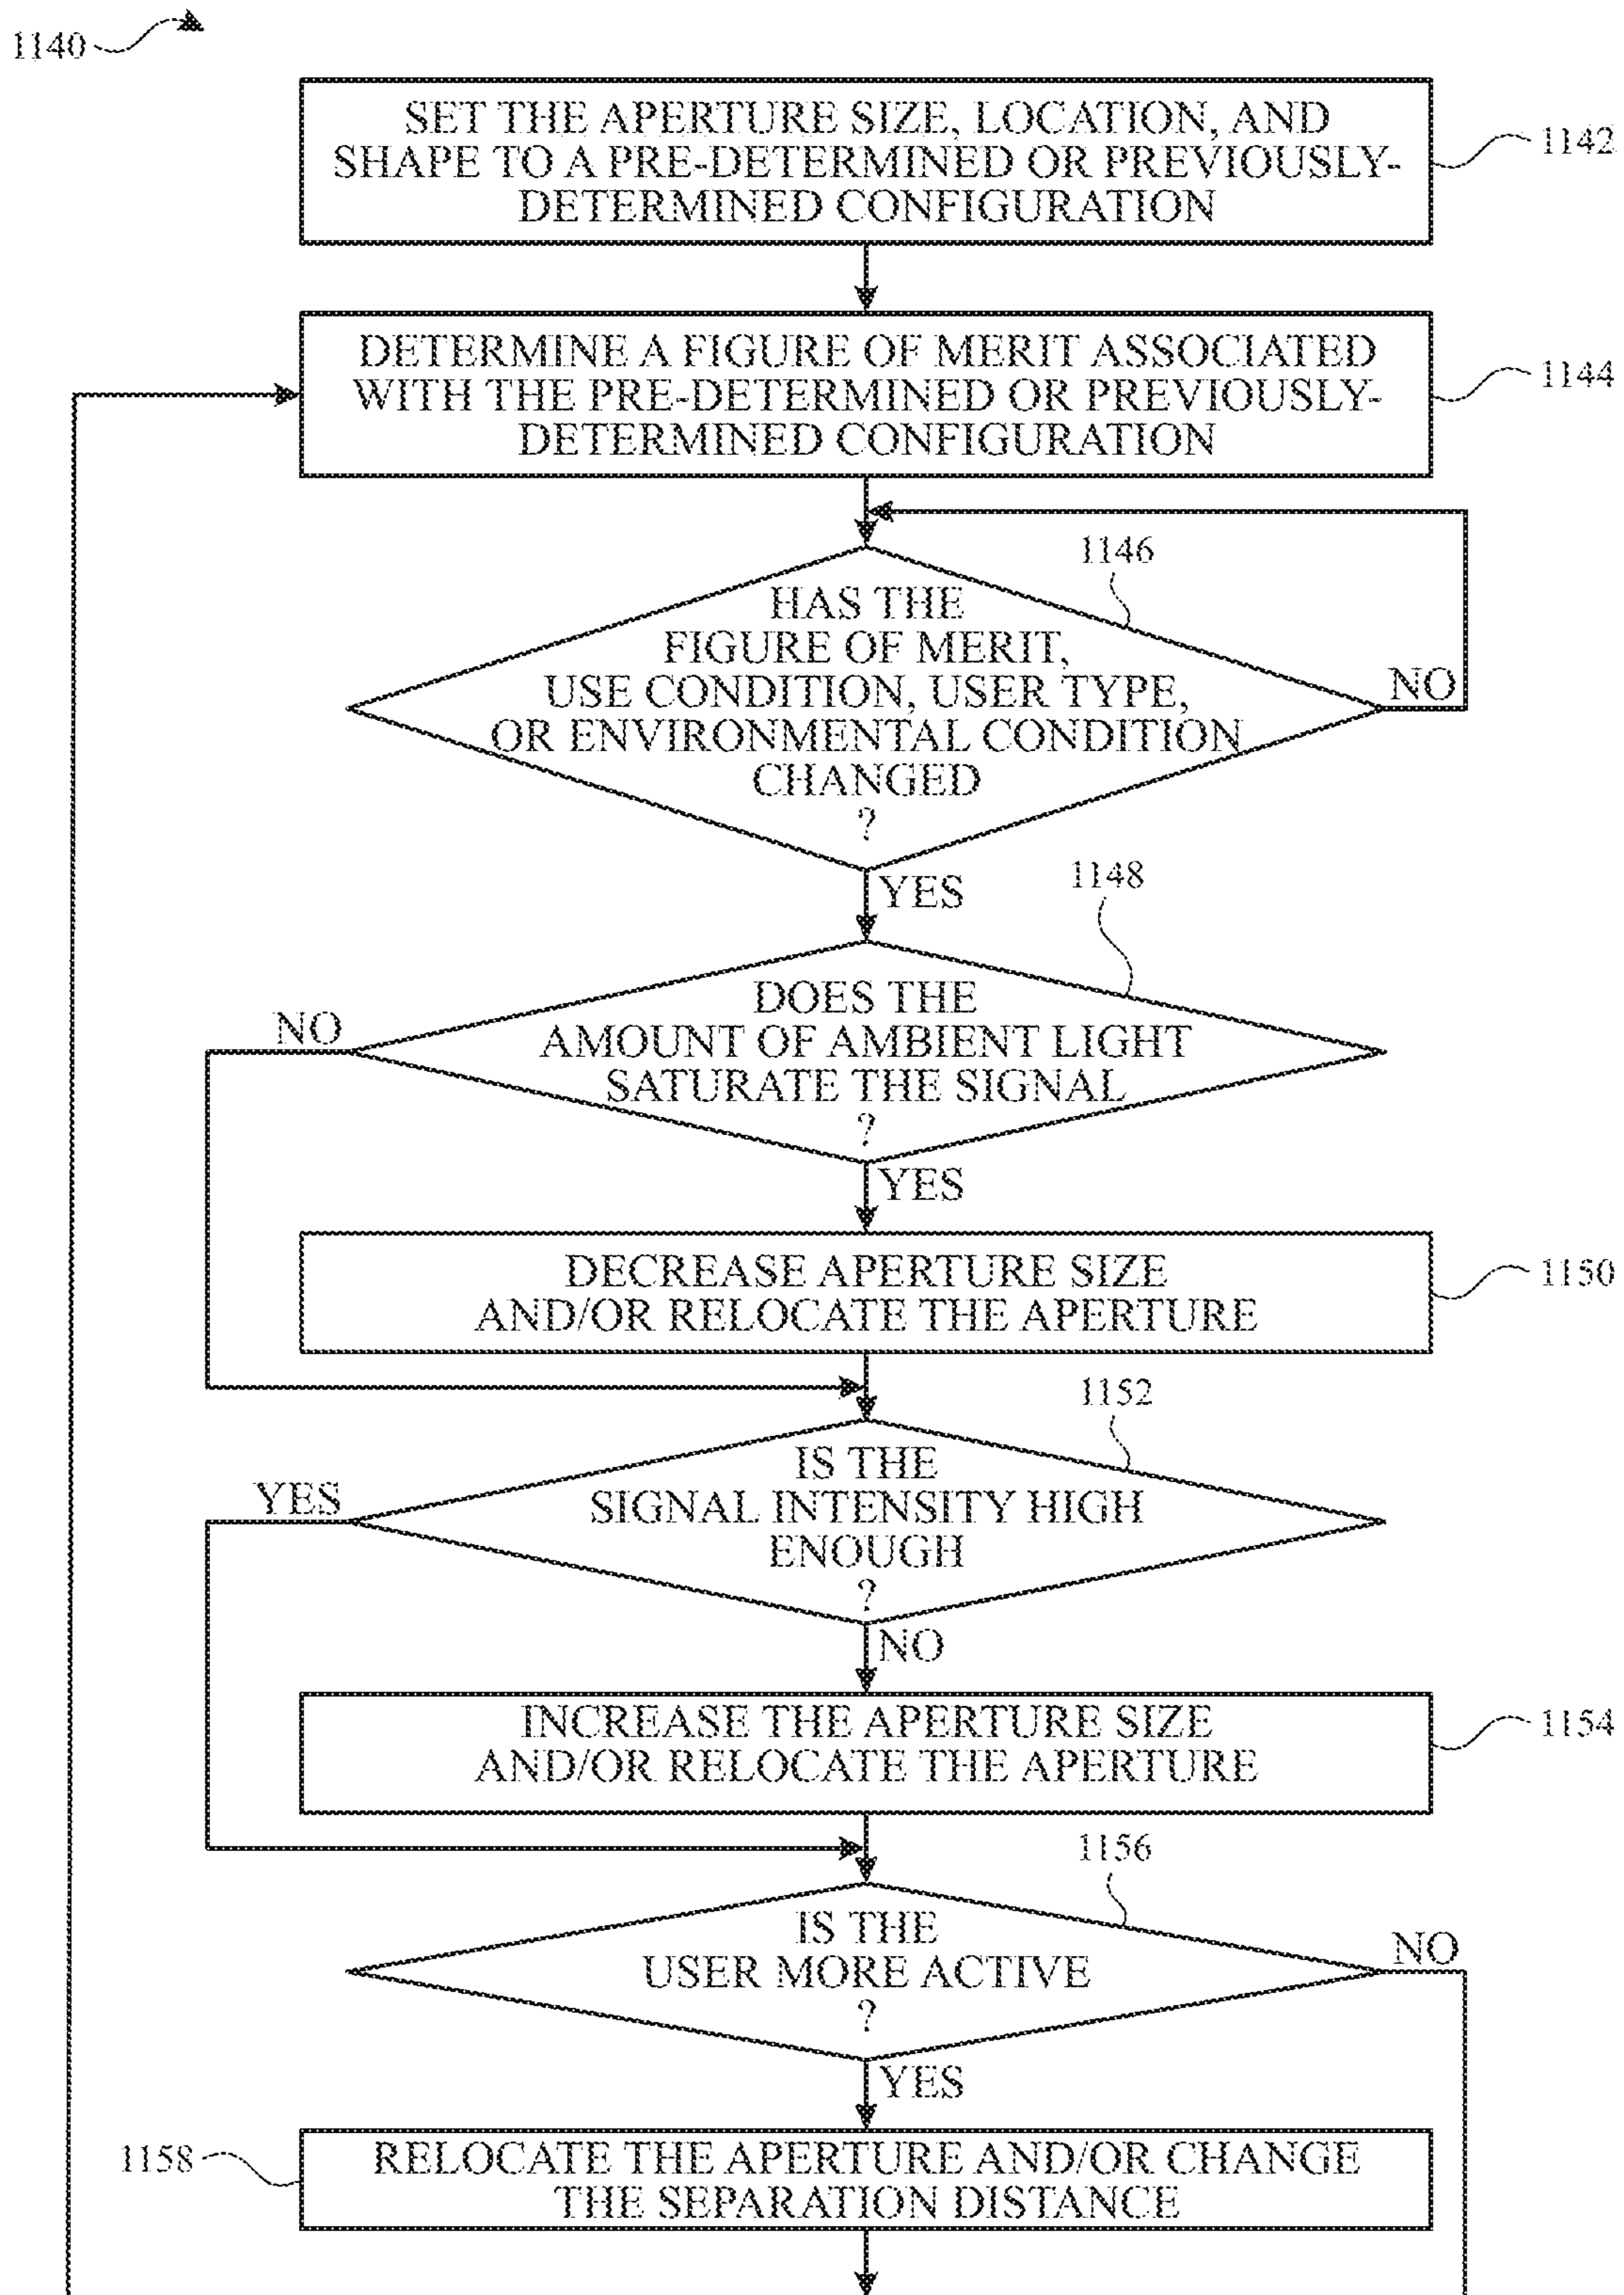 1140
SET THE APERTURE SIZE, LOCATION, AND
SHAPE TO A PRE-DETERMINED OR PREVIOUSLY-
DETERMINED CONFIGURATION
1142
DETERMINE A FIGURE OF MERIT ASSOCIATED
WITH THE PRE-DETERMINED OR PREVIOUSLY-
DETERMINED CONFIGURATION
1144
1146
HAS THE
FIGURE OF MERIT,
USE CONDITION, USER TYPE,
OR ENVIRONMENTAL CONDITION
CHANGED
?
NO
YES
1148
DOES THE
AMOUNT OF AMBIENT LIGHT
SATURATE THE SIGNAL
?
NO
YES
DECREASE APERTURE SIZE
AND/OR RELOCATE THE APERTURE
1150
1152
IS THE
SIGNAL INTENSITY HIGH
ENOUGH
?
YES
NO
INCREASE THE APERTURE SIZE
AND/OR RELOCATE THE APERTURE
1154
1156
IS THE
USER MORE ACTIVE
?
NO
YES
1158
RELOCATE THE APERTURE AND/OR CHANGE
THE SEPARATION DISTANCE